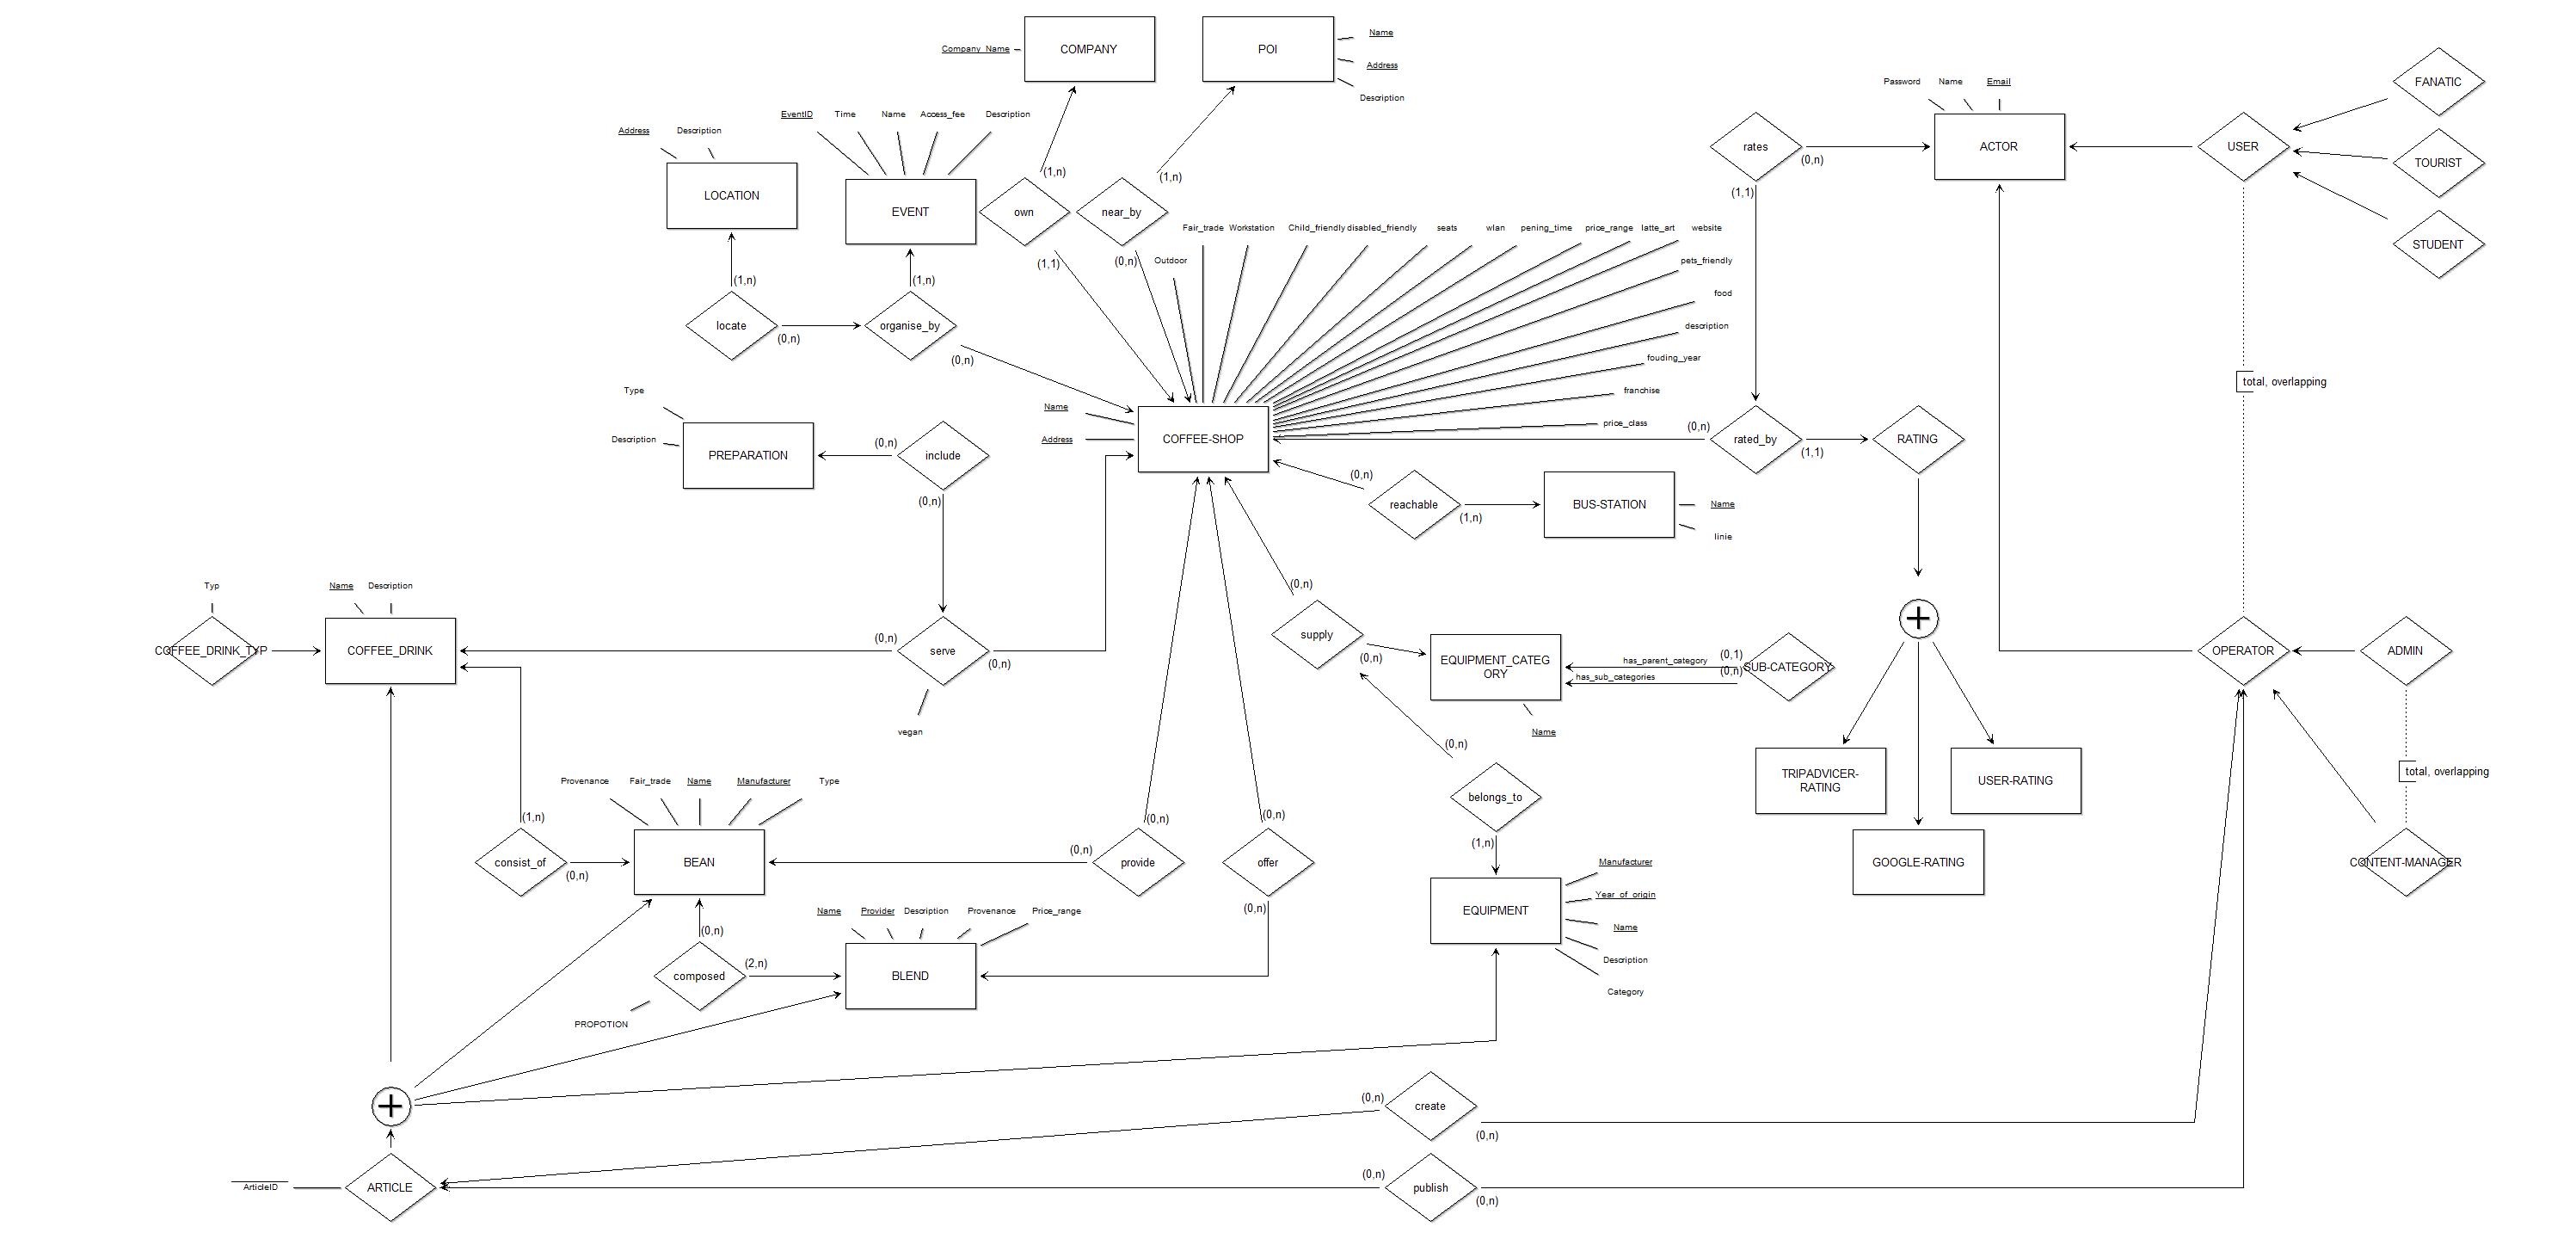 COMPANY
Company_Name
POI
Name
Address
Description
FANATIC
TOURIST
STUDENT
USER
Password
Name
Email
ACTOR
rates
(0,n)
(1,1)
EventID
Time
Name
Access_fee
Description
EVENT
Address
Description
LOCATION
own
(1,n)
(1,1)
near_by
(1,n)
(0,n)
Outdoor
Fair_trade
Workstation
Child_friendly
disabled_friendly
seats
wlan
pening_time
price_range
latte_art
website
pets_friendly
food
description
fouding_year
franchise
price_class
(1,n)
locate
(0,n)
(1,n)
organise_by
(0,n)
total, overlapping
Type
Description
PREPARATION
(0,n)
include
(0,n)
Name
Address
COFFEE-SHOP
(0,n)
rated_by
(1,1)
RATING
(0,n)
reachable
(1,n)
BUS-STATION
Name
linie
Typ
COFFEE_DRINK_TYP
Name
Description
COFFEE_DRINK
(0,n)
serve
(0,n)
vegan
(0,n)
supply
(0,n)
EQUIPMENT_CATEG
ORY
Name
has_parent_category
(0,1)
has_sub_categories
(0,n)
SUB-CATEGORY
OPERATOR
ADMIN
total, overlapping
CONTENT-MANAGER
TRIPADVICER-
RATING
USER-RATING
GOOGLE-RATING
(0,n)
belongs_to
(1,n)
Provenance
Fair_trade
Name
Manufacturer
Type
BEAN
(1,n)
consist_of
(0,n)
(0,n)
(0,n)
provide
(0,n)
offer
(0,n)
Manufacturer
Year_of_origin
Name
Description
Category
EQUIPMENT
Name
Provider
Description
Provenance
Price_range
BLEND
(0,n)
composed
(2,n)
PROPOTION
(0,n)
create
(0,n)
ArticleID
ARTICLE
(0,n)
publish
(0,n)